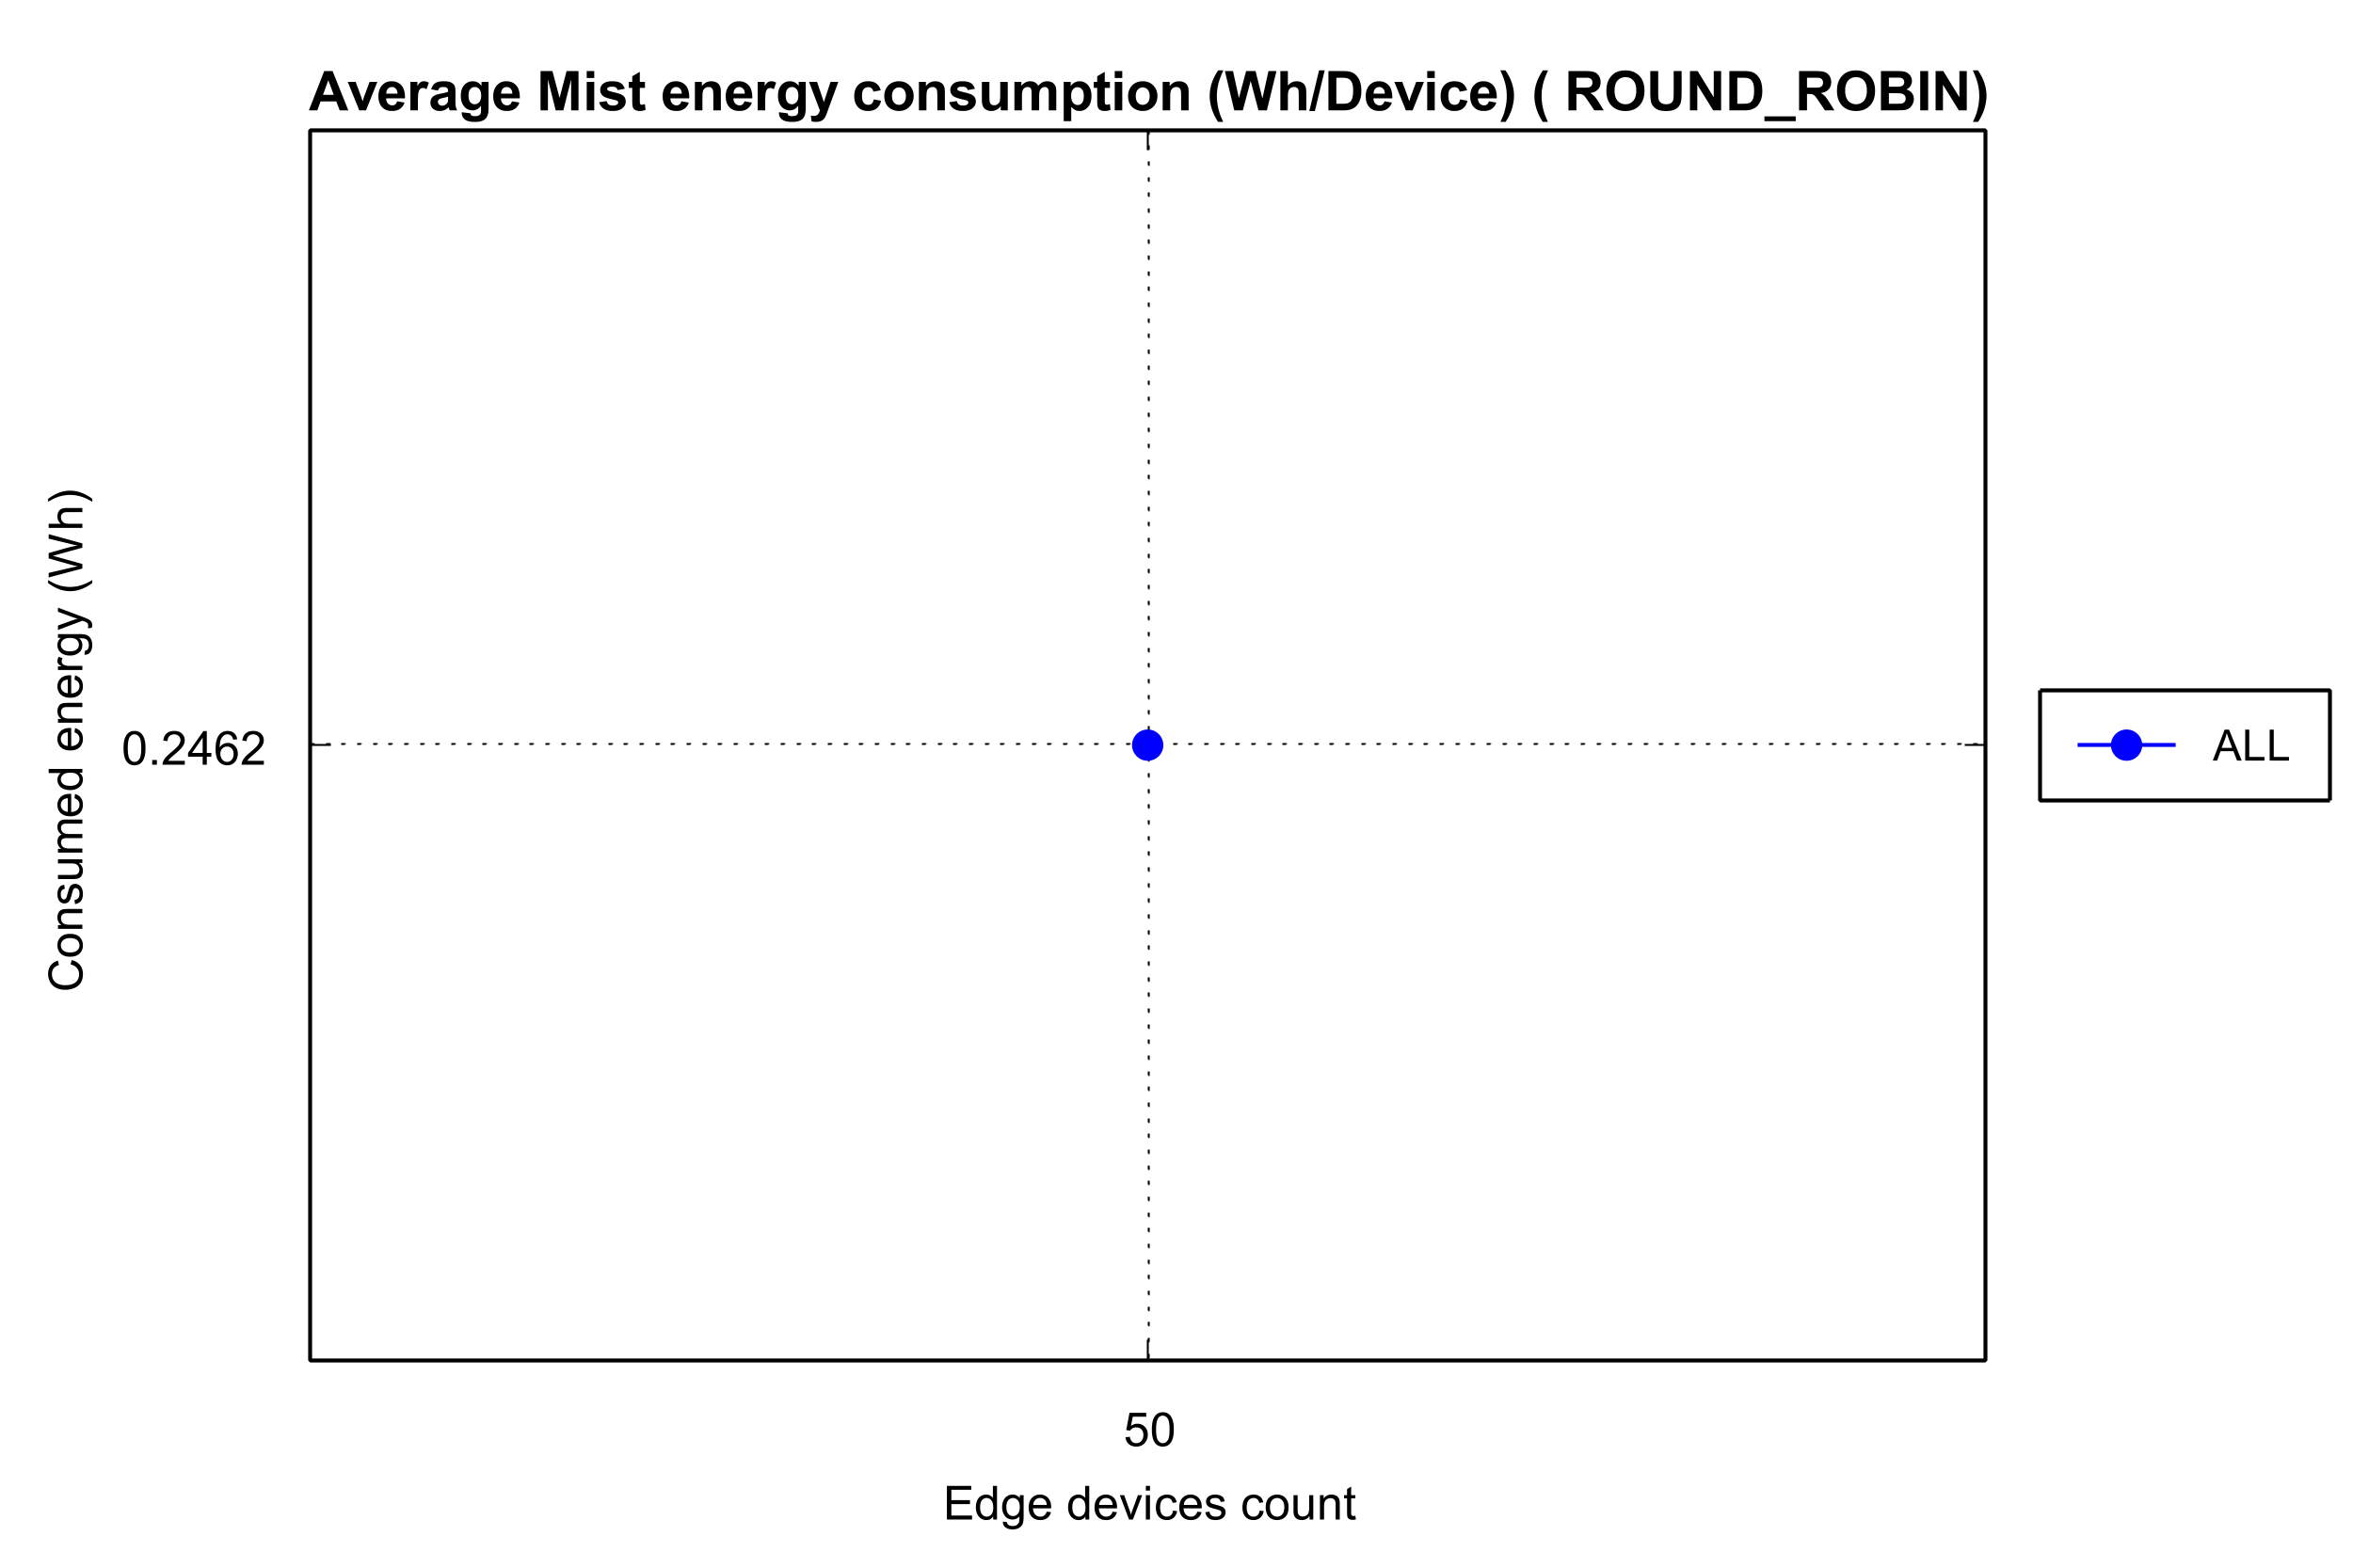 Average Mist energy consumption (Wh/Device) ( ROUND_ROBIN)
Consumed energy (Wh)
0.2462
ALL
50
Edge devices count